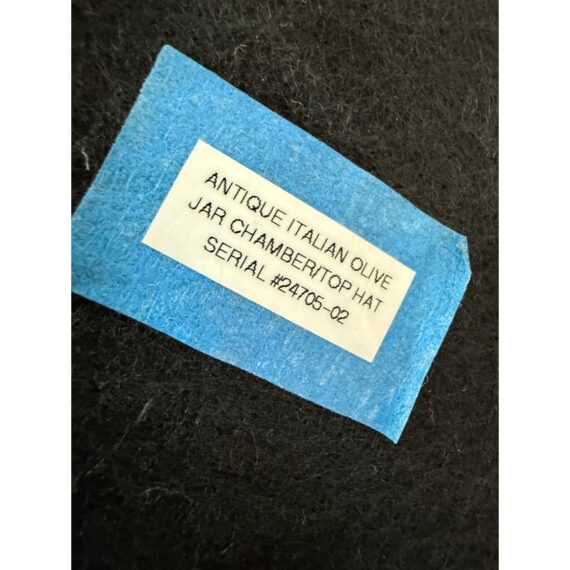 ANTIQUE ITALIAN OLIVE
JAR CHAMBER/TOP HAT
SERIAL #24705-02